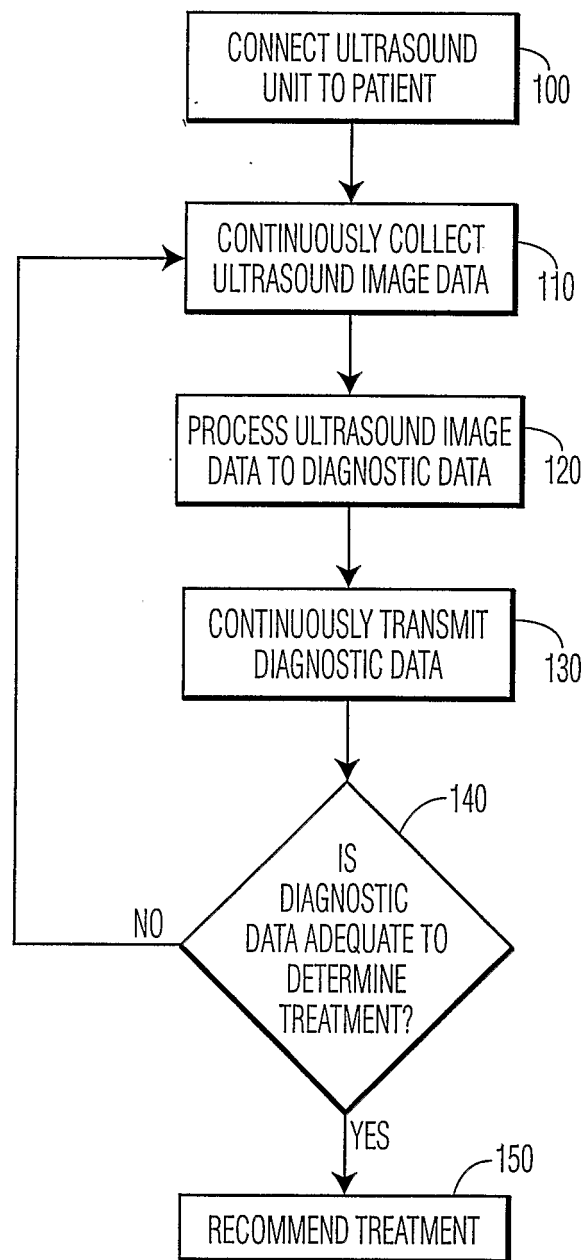 CONNECT ULTRASOUND
UNIT TO PATIENT
100
CONTINUOUSLY COLLECT
ULTRASOUND IMAGE DATA
110
PROCESS ULTRASOUND IMAGE
DATA TO DIAGNOSTIC DATA
120
CONTINUOUSLY TRANSMIT
DIAGNOSTIC DATA
130
140
IS
DIAGNOSTIC
DATA ADEQUATE TO
DETERMINE
TREATMENT?
NO
YES
150
RECOMMEND TREATMENT